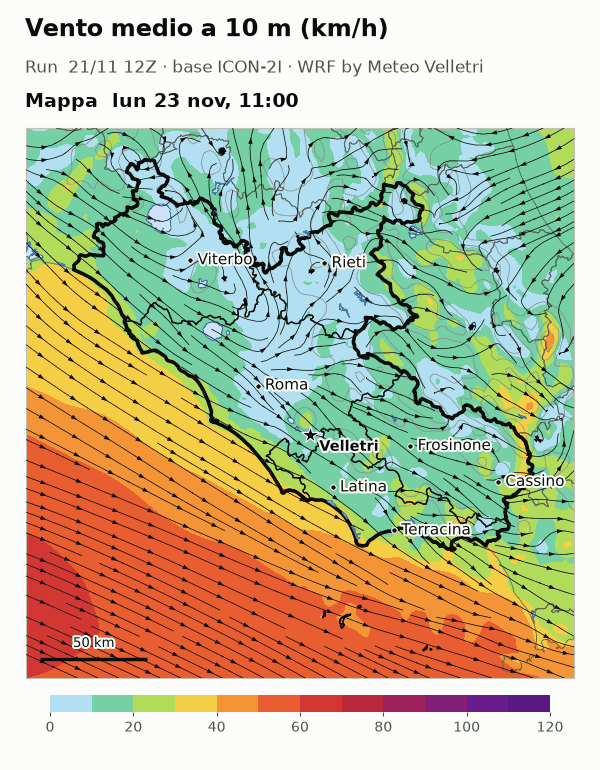 Vento medio a 10 m (km/h)
Run  21/11 12Z · base ICON-2I · WRF by Meteo Velletri
Mappa  lun 23 nov, 11:00
Viterbo
Rieti
Roma
Velletri
Frosinone
Cassino
Latina
Terracina
50 km
0 20 40 60 80 100 120